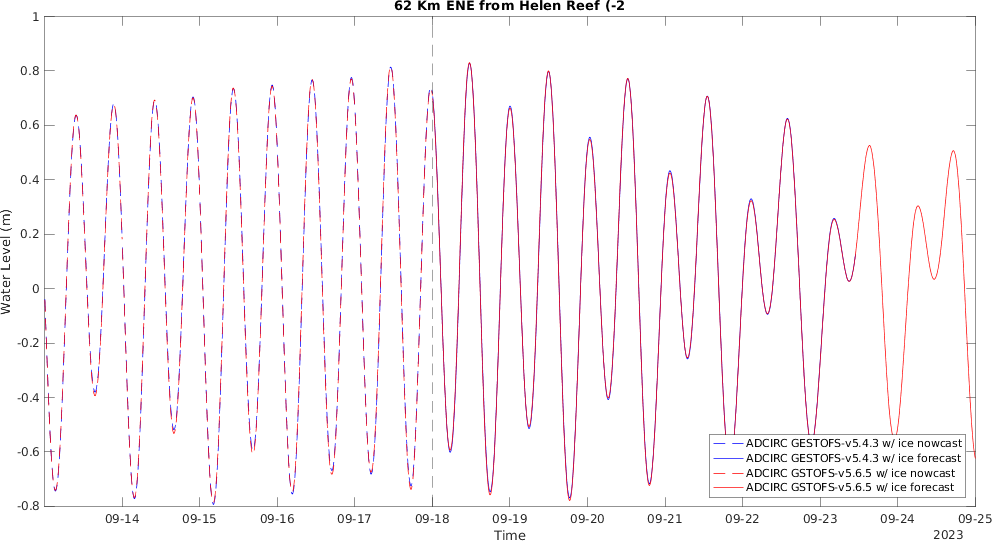 62 Km ENE from Helen Reef (-2
Water Level (m)
1
0.8
0.6
0.4
0.2
0
-0.2
-0.4
-0.6
-0.8
ADCIRC GESTOFS-v5.4.3 w/ ice nowcast
ADCIRC GESTOFS-v5.4.3 w/ ice forecast
ADCIRC GSTOFS-v5.6.5 w/ ice nowcast
ADCIRC GSTOFS-v5.6.5 w/ ice forecast
09-14 09-15 09-16 09-17 09-18 09-19 09-20 09-21 09-22 09-23 09-24 09-25
Time
2023